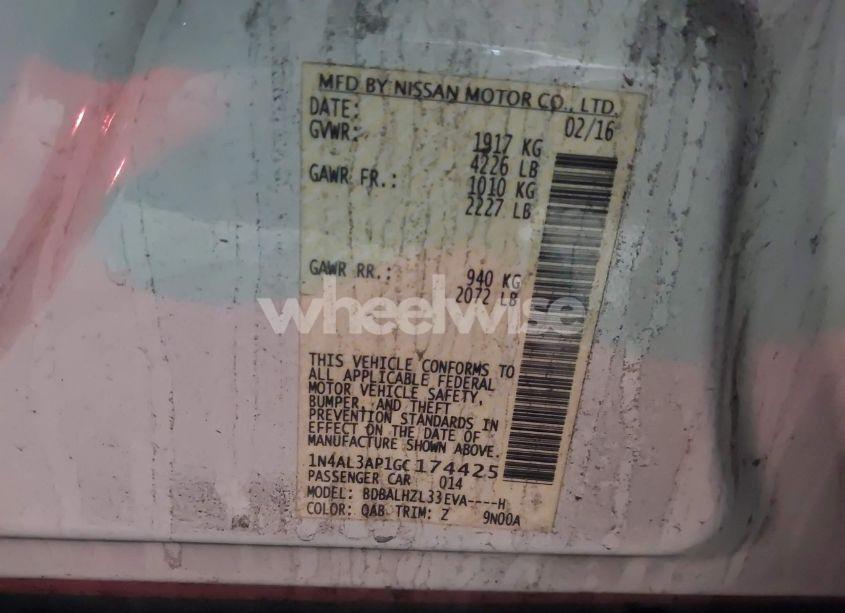 MFD BY NISSAN MOTOR CO., LTD.
DATE: 02/16
GVWR: 1917 KG
4226 LB
GAWR FR.: 1010 KG
2227 LB
GAWR RR.: 940 KG
2072 LB
wheelwise
THIS VEHICLE CONFORMS TO
ALL APPLICABLE FEDERAL
MOTOR VEHICLE SAFETY,
BUMPER, AND THEFT
PREVENTION STANDARDS IN
EFFECT ON THE DATE OF
MANUFACTURE SHOWN ABOVE.
1N4AL3AP1GC174425
PASSENGER CAR 014
MODEL: BDBALHZL33EVA----H
COLOR: QAB TRIM: Z 9N00A